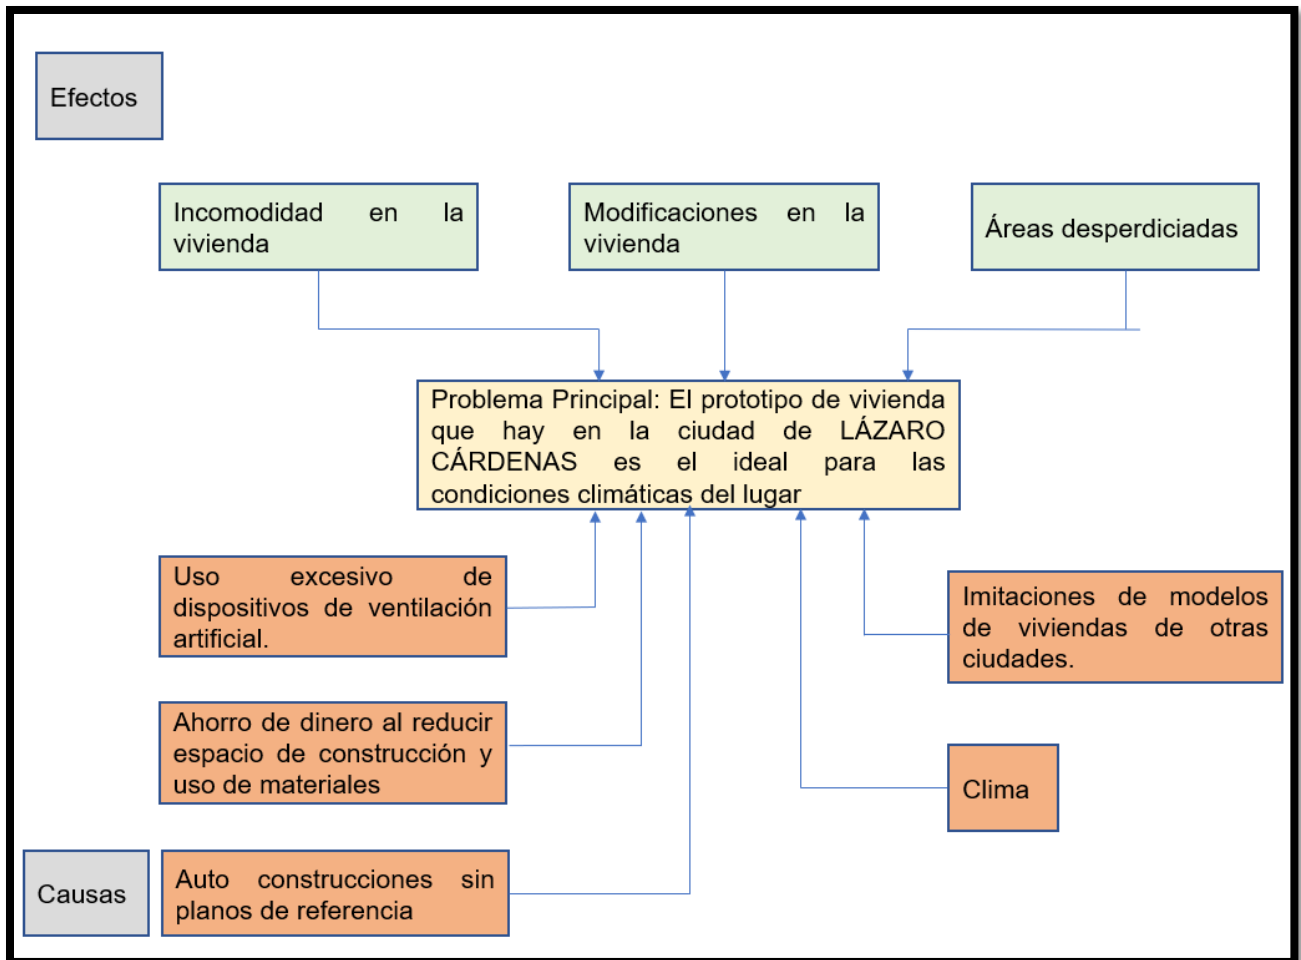 Efectos
Incomodidad en la
vivienda
Modificaciones en la
vivienda
Áreas desperdiciadas
Problema Principal: El prototipo de vivienda
que hay en la ciudad de LÁZARO
CÁRDENAS es el ideal para las
condiciones climáticas del lugar
Uso excesivo de
dispositivos de ventilación
artificial.
Imitaciones de modelos
de viviendas de otras
ciudades.
Ahorro de dinero al reducir
espacio de construcción y
uso de materiales
Clima
Causas
Auto construcciones sin
planos de referencia